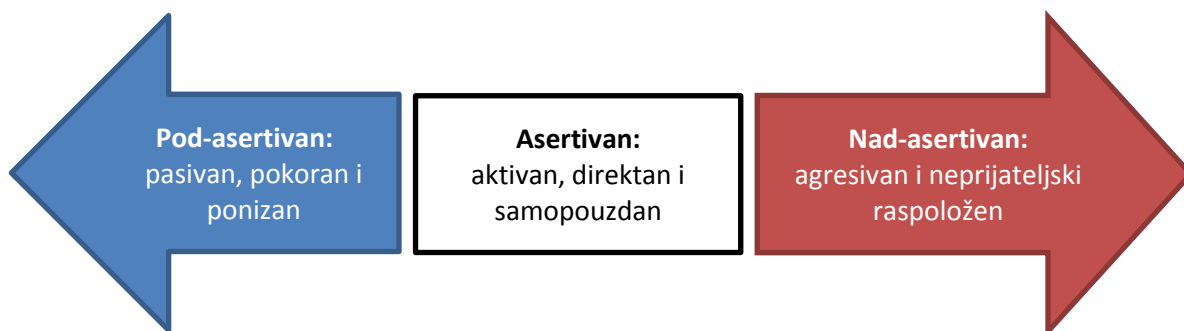 Pod-asertivan:
pasivan, pokoran i
ponizan
Asertivan:
aktivan, direktan i
samopouzdan
Nad-asertivan:
agresivan i neprijateljski
raspoložen